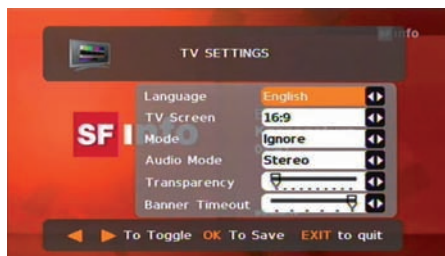 info
TV SETTINGS
Language English
TV Screen 16:9
Mode Ignore
Audio Mode Stereo
Transparency
Banner Timeout
SF info
To Toggle OK To Save EXIT to quit